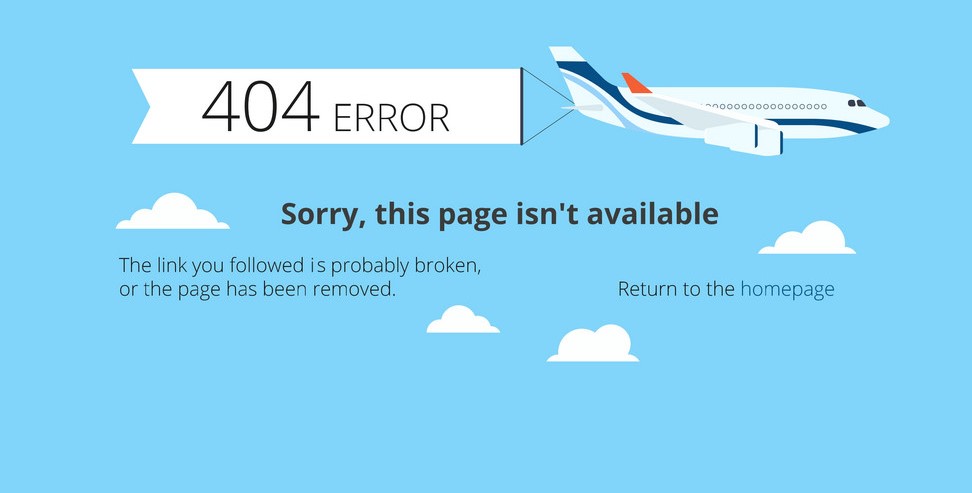 404 ERROR
Sorry, this page isn't available
The link you followed is probably broken,
or the page has been removed.
Return to the homepage